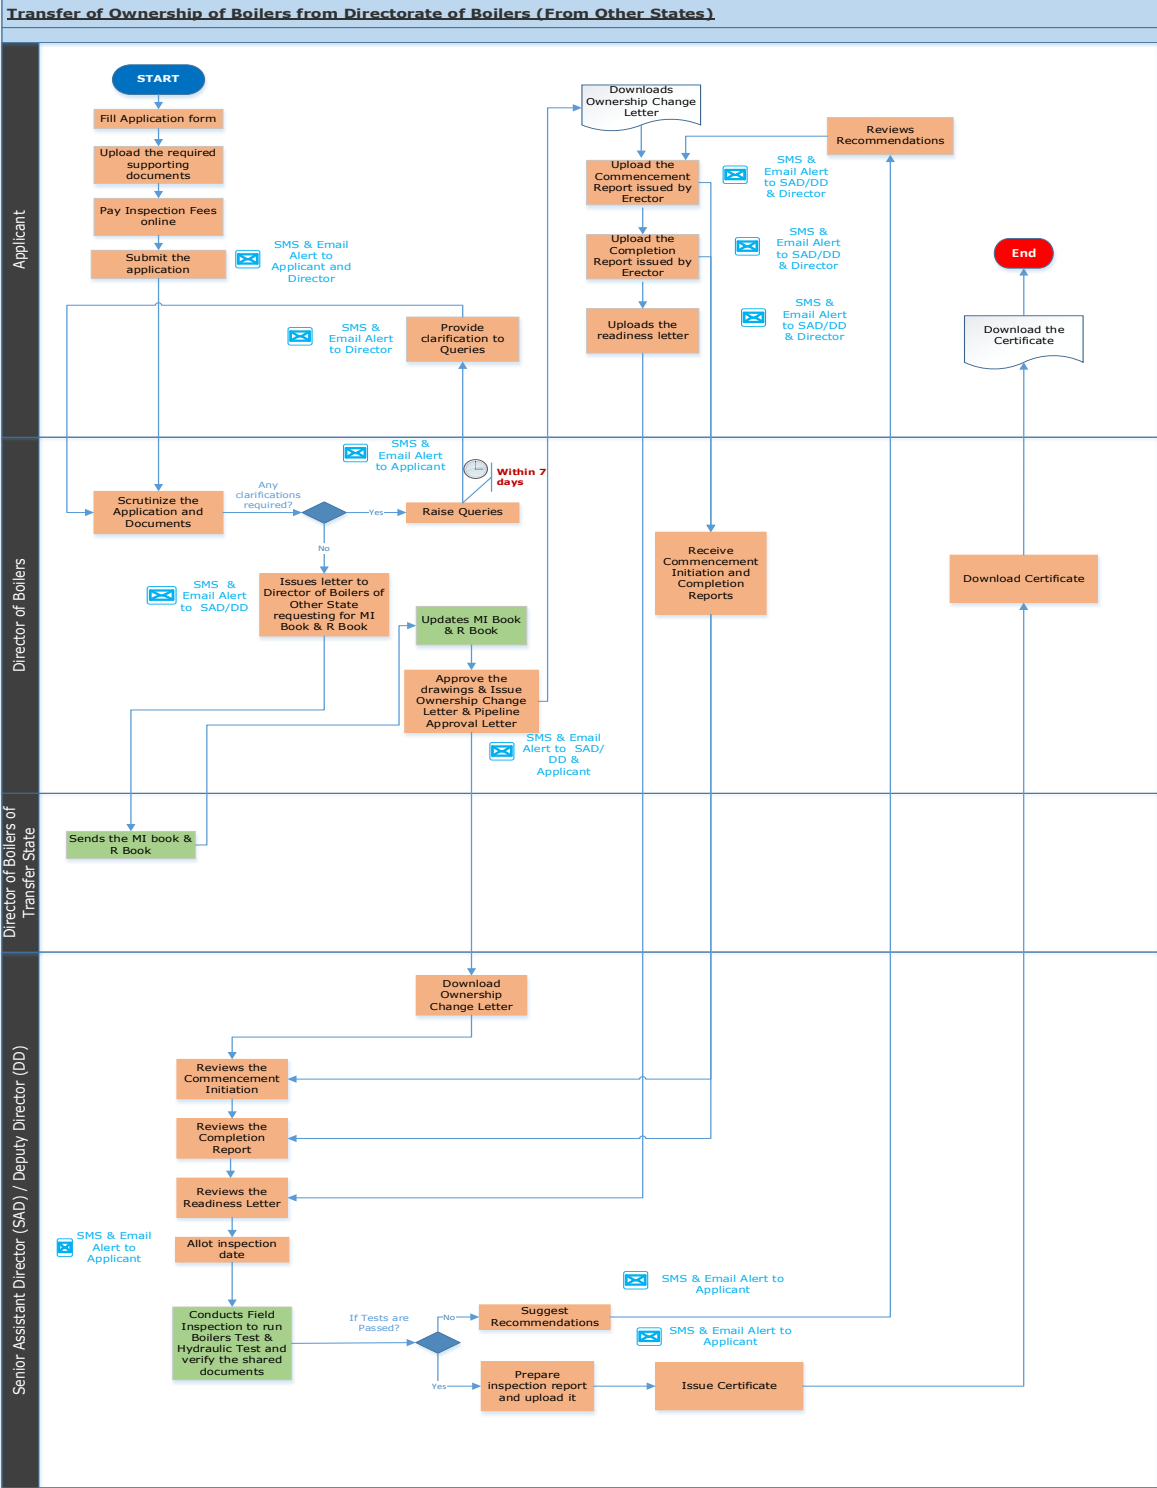 Transfer of Ownership of Boilers from Directorate of Boilers (From Other States)
Applicant
START
Fill Application form
Upload the required
supporting
documents
Pay Inspection Fees
online
Submit the
application
SMS & Email
Alert to
Applicant and
Director
SMS &
Email Alert
to Director
Provide
clarification to
Queries
Downloads
Ownership Change
Letter
Upload the
Commencement
Report issued by
Erector
SMS &
Email Alert
to SAD/DD
& Director
Upload the
Completion
Report issued by
Erector
SMS &
Email Alert
to SAD/DD
& Director
Uploads the
readiness letter
SMS &
Email Alert
to SAD/DD
& Director
Reviews
Recommendations
End
Download the
Certificate
Director of Boilers
SMS &
Email Alert
to Applicant
Within 7
days
Scrutinize the
Application and
Documents
Any
clarifications
required?
Yes
Raise Queries
No
SMS &
Email Alert
to SAD/DD
Issues letter to
Director of Boilers of
Other State
requesting for MI
Book & R Book
Updates MI Book
& R Book
Approve the
drawings & Issue
Ownership Change
Letter & Pipeline
Approval Letter
SMS & Email
Alert to SAD/
DD &
Applicant
Receive
Commencement
Initiation and
Completion
Reports
Download Certificate
Director of Boilers of
Transfer State
Sends the MI book &
R Book
Senior Assistant Director (SAD) / Deputy Director (DD)
Download
Ownership
Change Letter
Reviews the
Commencement
Initiation
Reviews the
Completion
Report
Reviews the
Readiness Letter
SMS & Email
Alert to
Applicant
Allot inspection
date
Conducts Field
Inspection to run
Boilers Test &
Hydraulic Test and
verify the shared
documents
If Tests are
Passed?
No
Suggest
Recommendations
SMS & Email Alert to
Applicant
SMS & Email Alert to
Applicant
Yes
Prepare
inspection report
and upload it
Issue Certificate